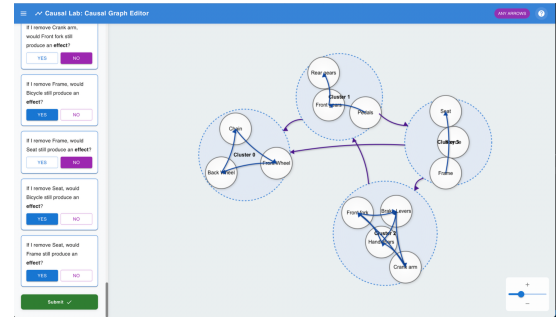 Causal Lab: Causal Graph Editor
ANY ARROWS
?
If I remove Crank arm,
would Front fork still
produce an effect?
YES NO
If I remove Frame, would
Bicycle still produce an
effect?
YES NO
If I remove Frame, would
Seat still produce an effect?
YES NO
If I remove Seat, would
Bicycle still produce an
effect?
YES NO
If I remove Seat, would
Frame still produce an
effect?
YES NO
Submit
Rear gears
Cluster 1
Front gears
Pedals
Chain
Cluster 0
Front Wheel
Back Wheel
Seat
Frame
Front fork
Brake Levers
Cluster 2
Crank arm
+
−